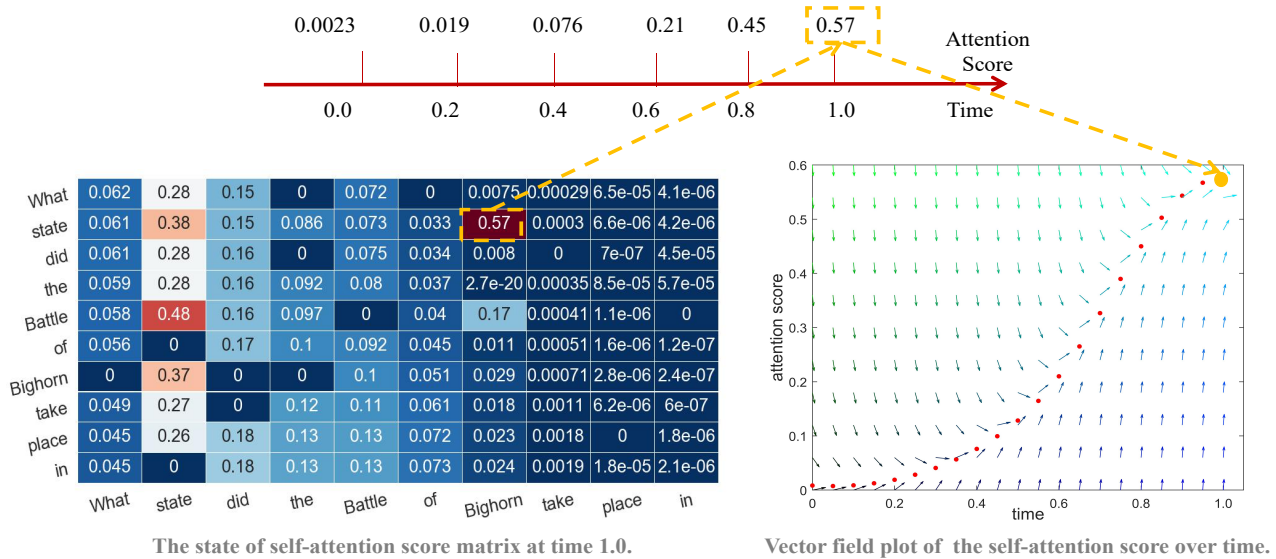 0.0023 0.019 0.076 0.21 0.45 0.57
Attention
Score
0.0 0.2 0.4 0.6 0.8 1.0 Time
What 0.062 0.28 0.15 0 0.072 0 0.0075 0.00029 6.5e-05 4.1e-06
state 0.061 0.38 0.15 0.086 0.073 0.033 0.57 0.0003 6.6e-06 4.2e-06
did 0.061 0.28 0.16 0 0.075 0.034 0.008 0 7e-07 4.5e-05
the 0.059 0.28 0.16 0.092 0.08 0.037 2.7e-20 0.00035 8.5e-05 5.7e-05
Battle 0.058 0.48 0.16 0.097 0 0.04 0.17 0.00041 1.1e-06 0
of 0.056 0 0.17 0.1 0.092 0.045 0.011 0.00051 1.6e-06 1.2e-07
Bighorn 0 0.37 0 0 0.1 0.051 0.029 0.00071 2.8e-06 2.4e-07
take 0.049 0.27 0 0.12 0.11 0.061 0.018 0.0011 6.2e-06 6e-07
place 0.045 0.26 0.18 0.13 0.13 0.072 0.023 0.0018 0 1.8e-06
in 0.045 0 0.18 0.13 0.13 0.073 0.024 0.0019 1.8e-05 2.1e-06
What state did the Battle of Bighorn take place in
The state of self-attention score matrix at time 1.0.
attention score
0.6
0.5
0.4
0.3
0.2
0.1
0
0 0.2 0.4 0.6 0.8 1.0
time
Vector field plot of the self-attention score over time.